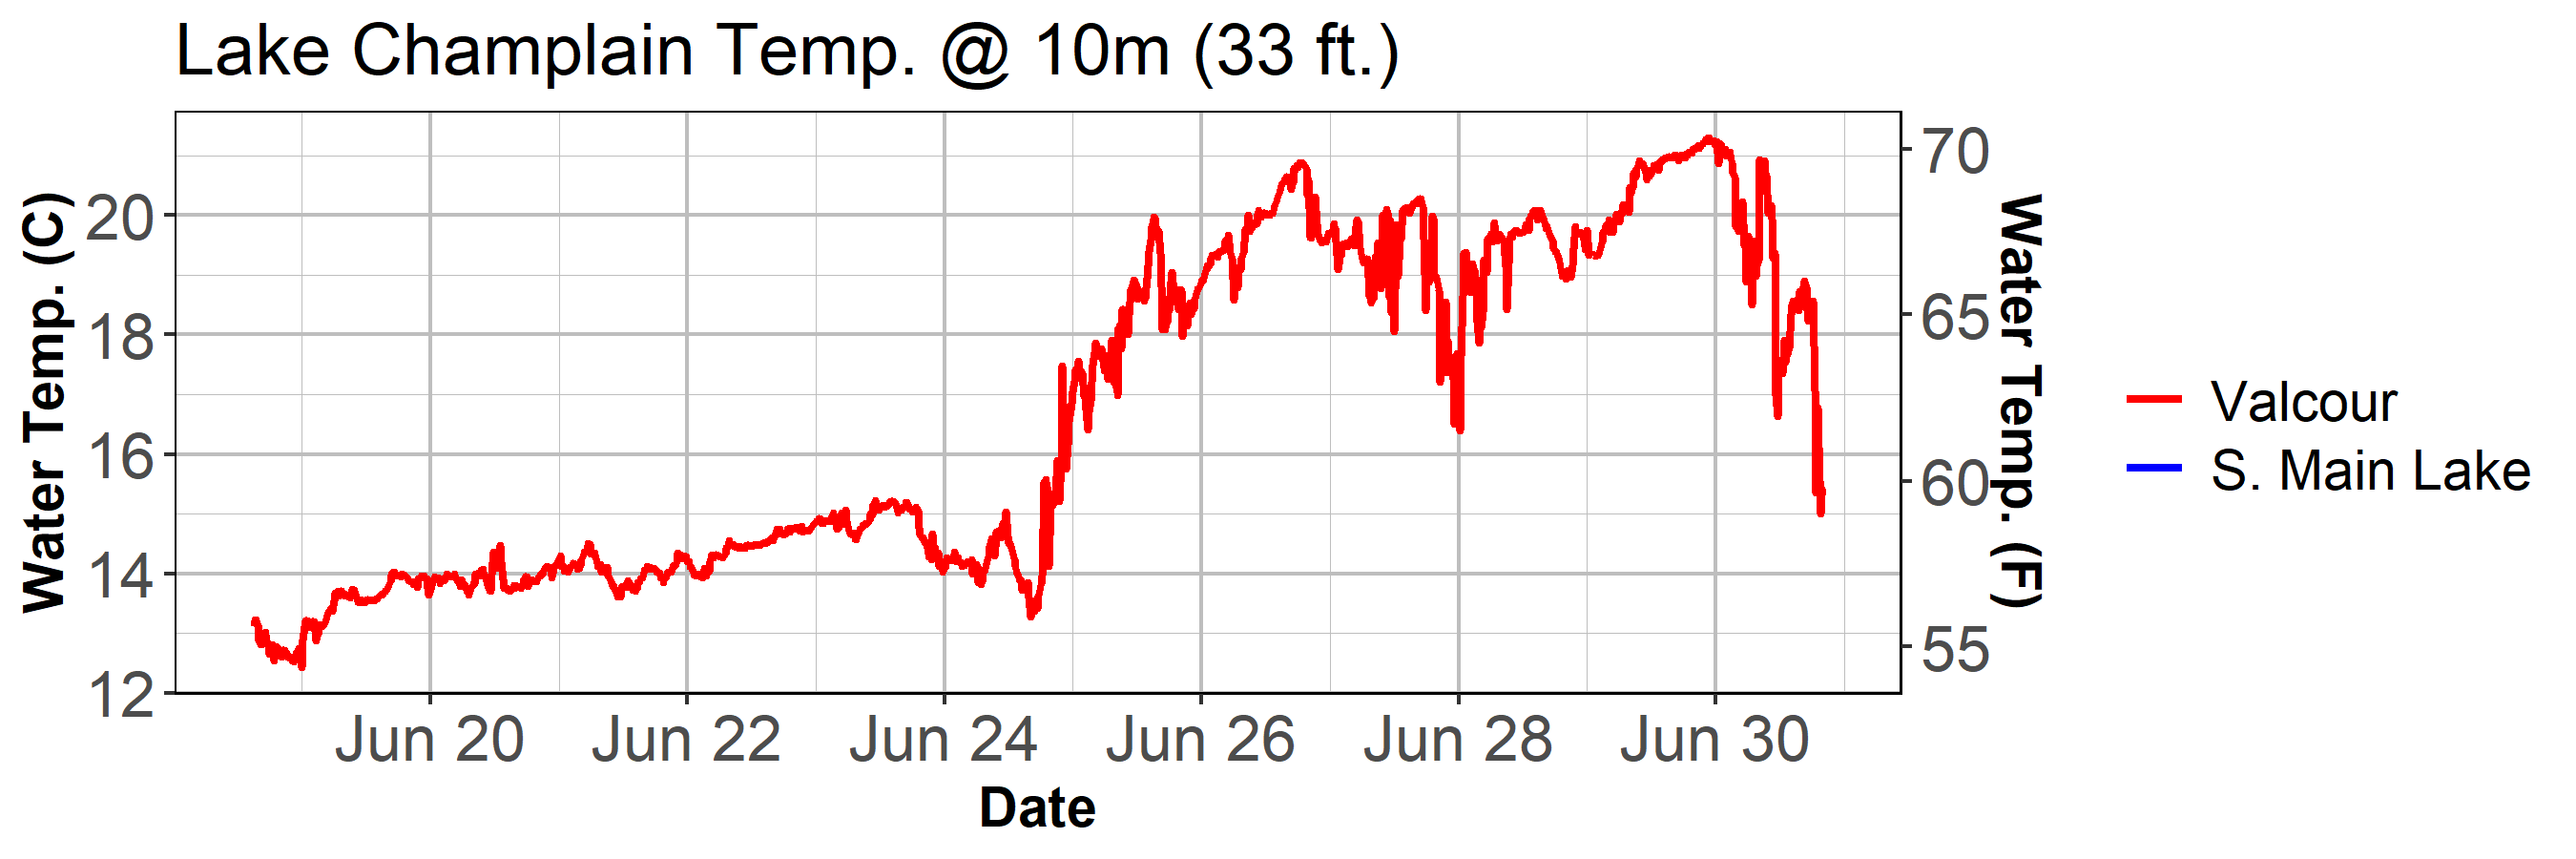 Lake Champlain Temp. @ 10m (33 ft.)
Water Temp. (C)
20
18
16
14
12
70
65
60
55
Water Temp. (F)
Jun 20 Jun 22 Jun 24 Jun 26 Jun 28 Jun 30
Date
Valcour
S. Main Lake